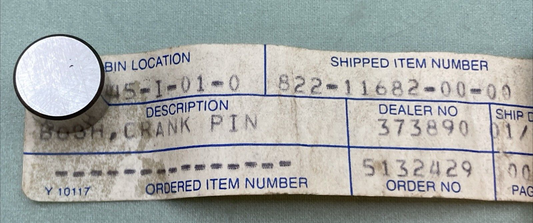 BIN LOCATION SHIPPED ITEM NUMBER
45-I-01-0 822-11682-00-00
DESCRIPTION DEALER NO SHIP D
BUSH, CRANK PIN 373890 01/
----------- 5132429 00
Y 10117 ORDERED ITEM NUMBER ORDER NO PAG